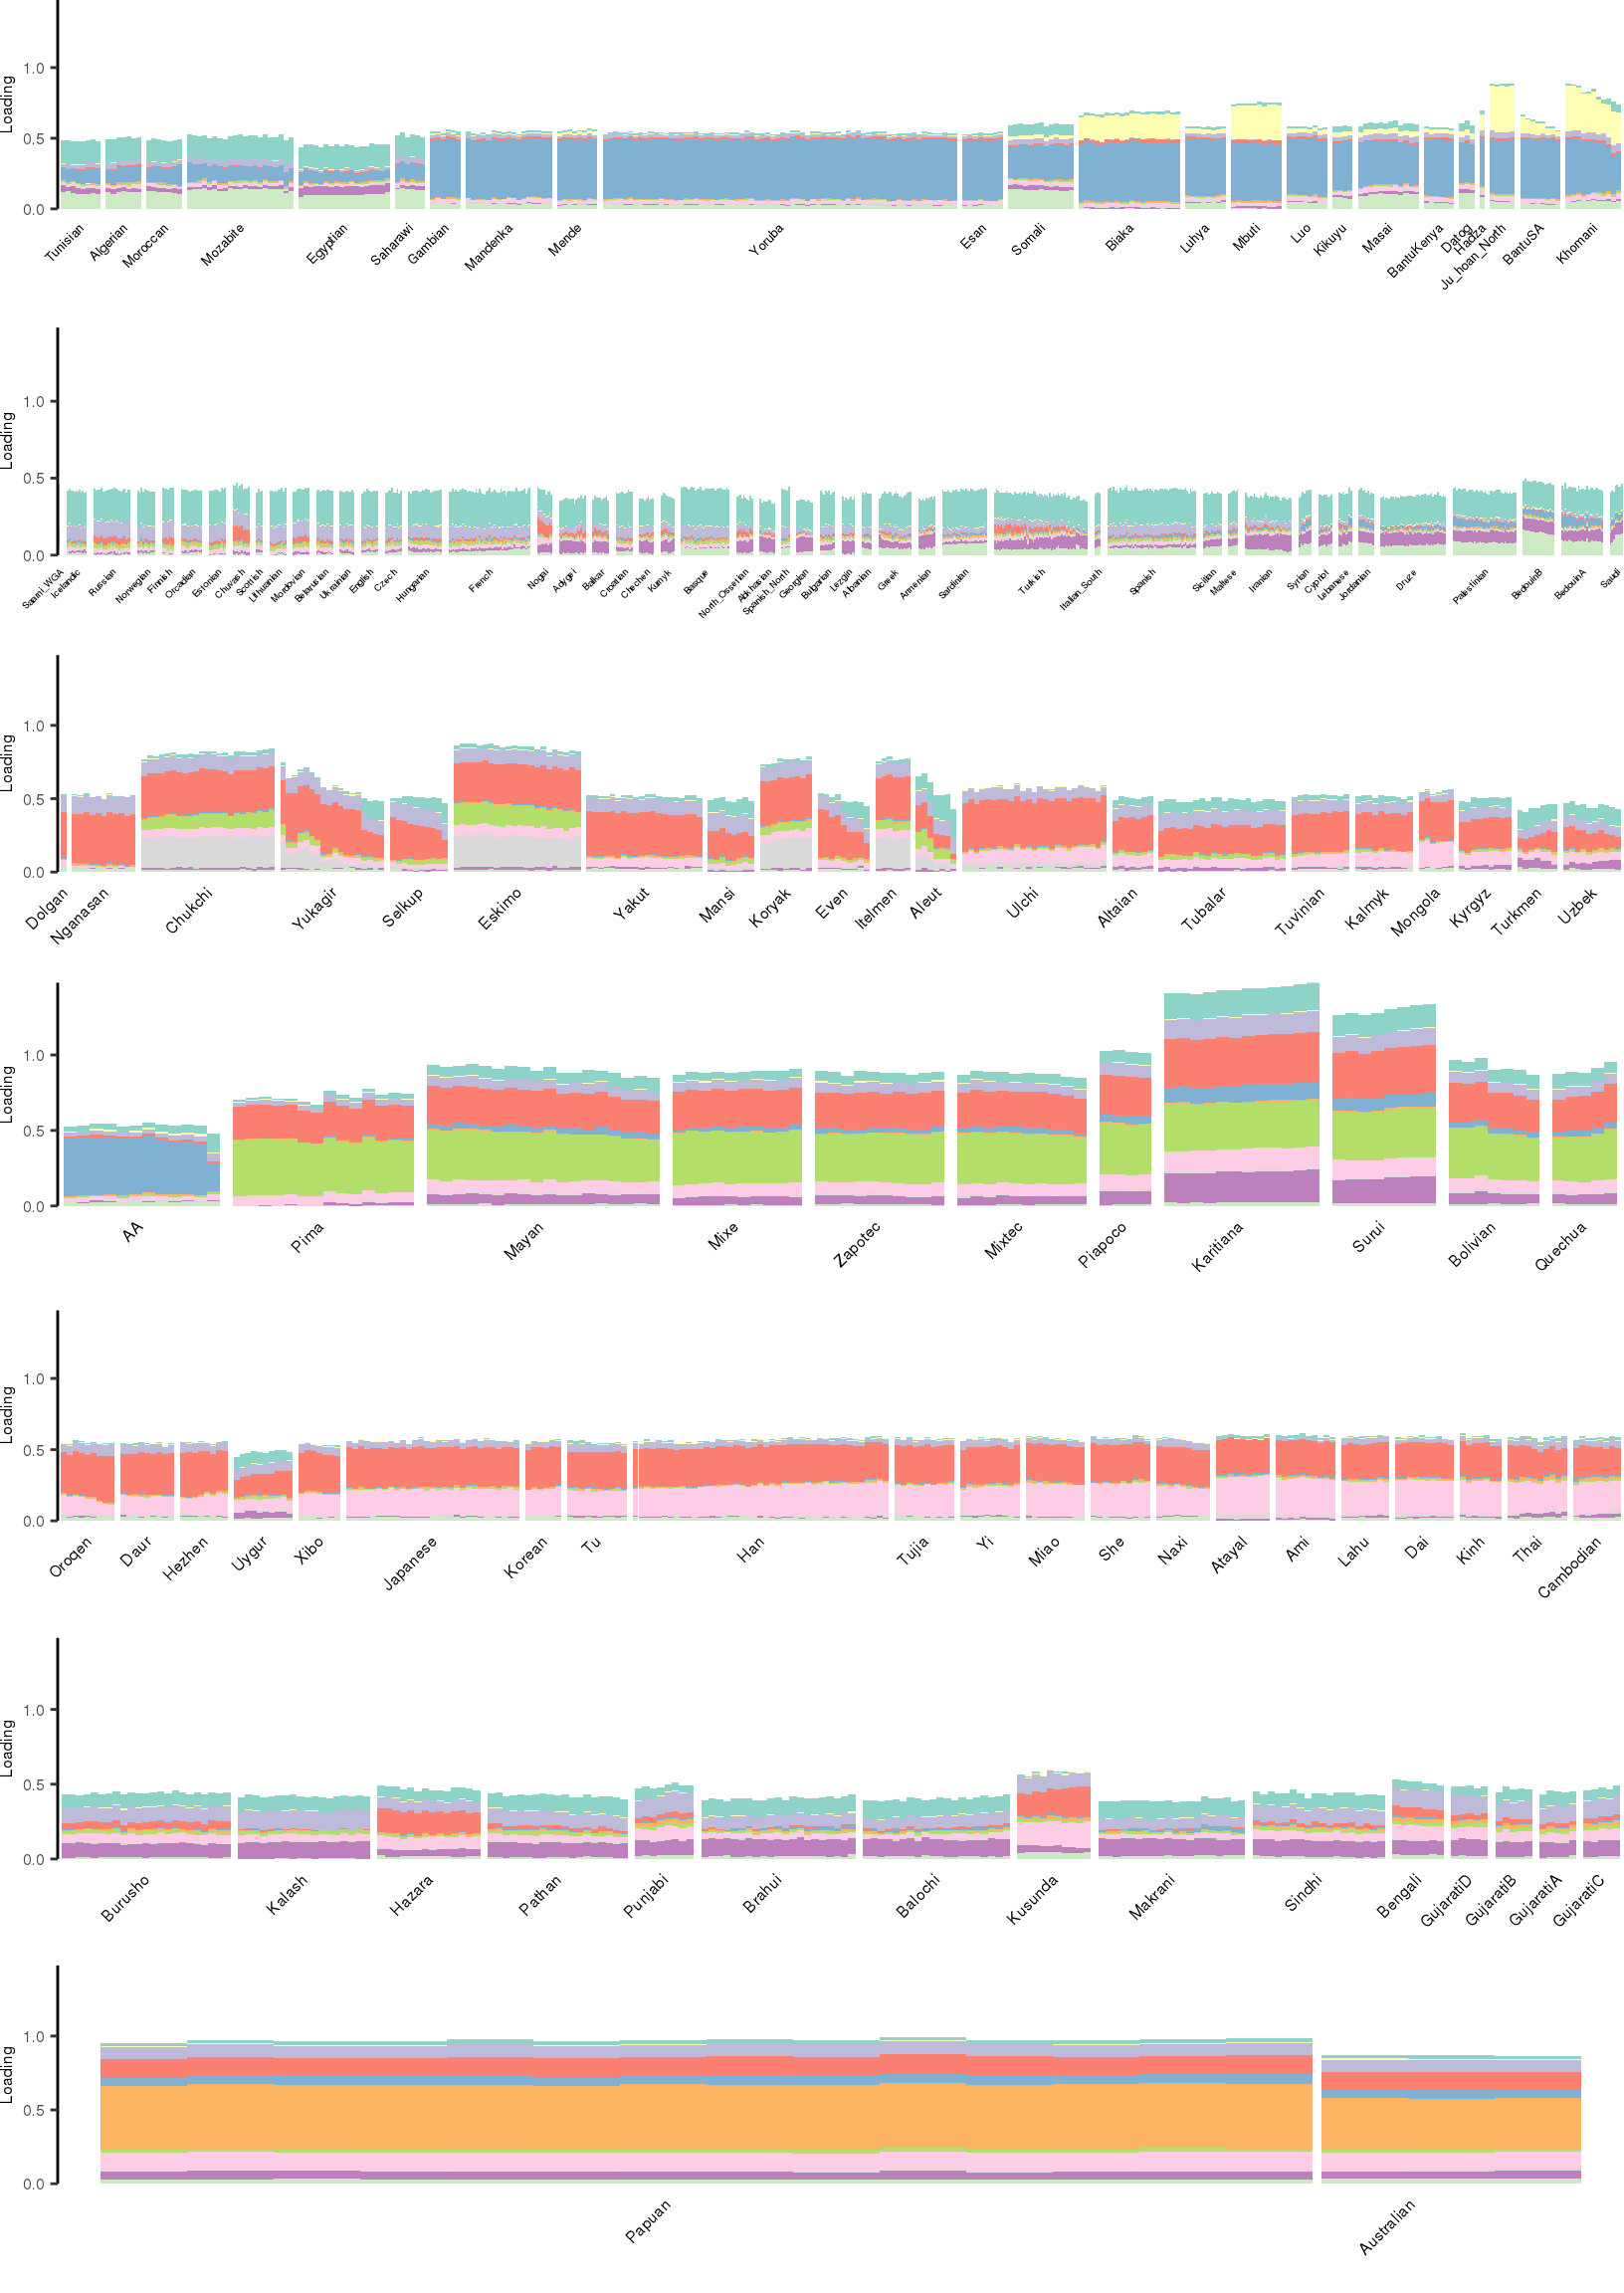 Loading
1.0
0.5
0.0
Tunisian Algerian Moroccan Mozabite Egyptian Saharawi Gambian Mandenka Mende Yoruba Esan Somali Biaka Luhya Mbuti Luo Kikuyu Masai BantuKenya Datog Hadza Ju_hoan_North BantuSA Khomani
Loading
1.0
0.5
0.0
Saami_WGA Icelandic Russian Norwegian Finnish Orcadian Estonian Chuvash Scottish Lithuanian Mordovian Belarusian Ukrainian English Czech Hungarian French Nogai Adygei Balkar Croatian Chechen Kumyk Basque North_Ossetian Abkhasian Spanish_North Georgian Bulgarian Lezgin Albanian Greek Armenian Sardinian Turkish Italian_South Spanish Sicilian Maltese Iranian Syrian Cypriot Lebanese Jordanian Druze Palestinian BedouinB BedouinA Saudi
Loading
1.0
0.5
0.0
Dolgan Nganasan Chukchi Yukagir Selkup Eskimo Yakut Mansi Koryak Even Itelmen Aleut Ulchi Altaian Tubalar Tuvinian Kalmyk Mongola Kyrgyz Turkmen Uzbek
Loading
1.0
0.5
0.0
AA Pima Mayan Mixe Zapotec Mixtec Piapoco Karitiana Surui Bolivian Quechua
Loading
1.0
0.5
0.0
Oroqen Daur Hezhen Uygur Xibo Japanese Korean Tu Han Tujia Yi Miao She Naxi Atayal Ami Lahu Dai Kinh Thai Cambodian
Loading
1.0
0.5
0.0
Burusho Kalash Hazara Pathan Punjabi Brahui Balochi Kusunda Makrani Sindhi Bengali GujaratiD GujaratiB GujaratiA GujaratiC
Loading
1.0
0.5
0.0
Papuan Australian